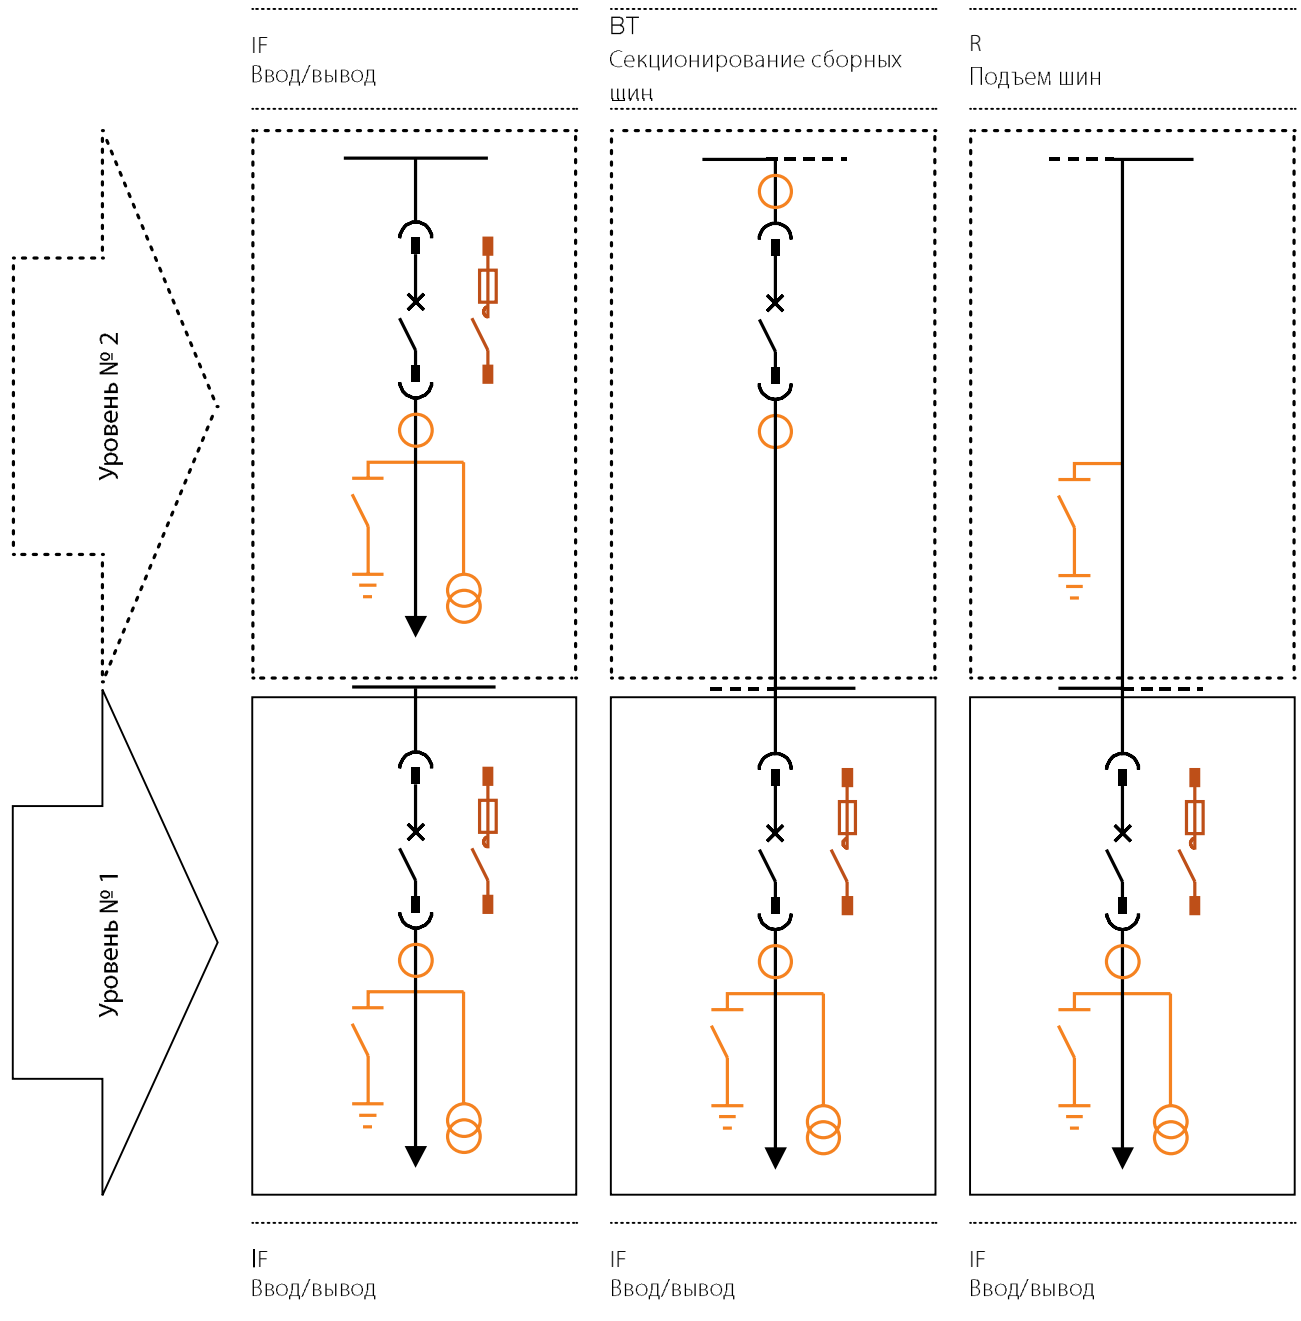 IF
Ввод/вывод
BT
Секционирование сборных
шин
R
Подъем шин
Уровень № 2
Уровень № 1
IF
Ввод/вывод
IF
Ввод/вывод
IF
Ввод/вывод